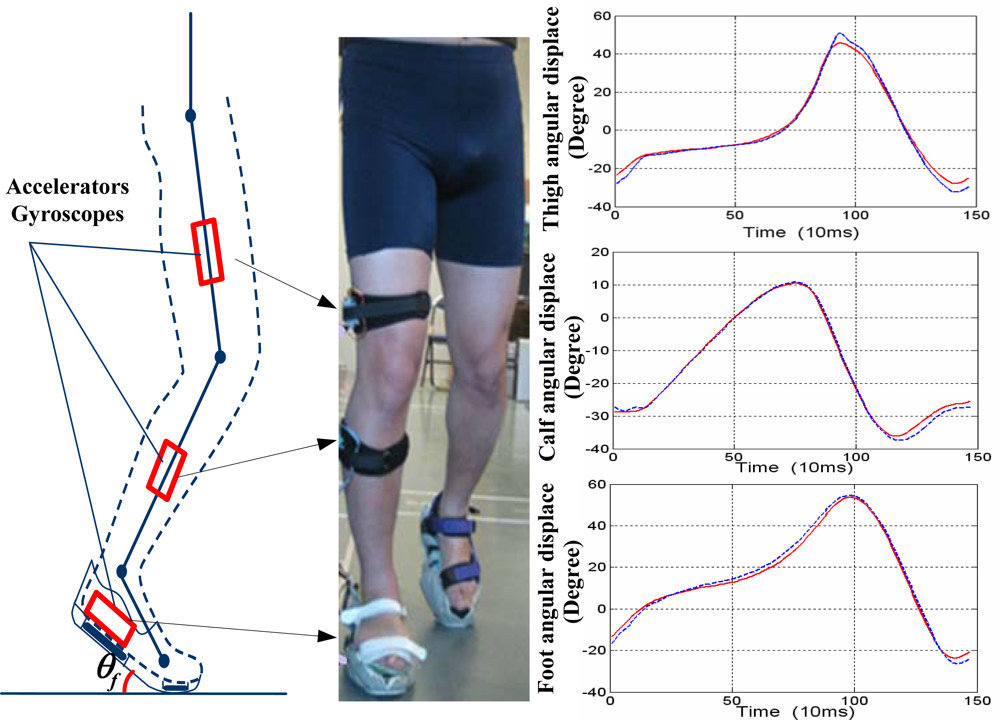 Accelerators
Gyroscopes
θf
Thigh angular displace
(Degree)
60
40
20
0
-20
-40
0
50
100
150
Time (10ms)
Calf angular displace
(Degree)
20
10
0
-10
-20
-30
-40
0
50
100
150
Time (10ms)
Foot angular displace
(Degree)
60
40
20
0
-20
-40
0
50
100
150
Time (10ms)